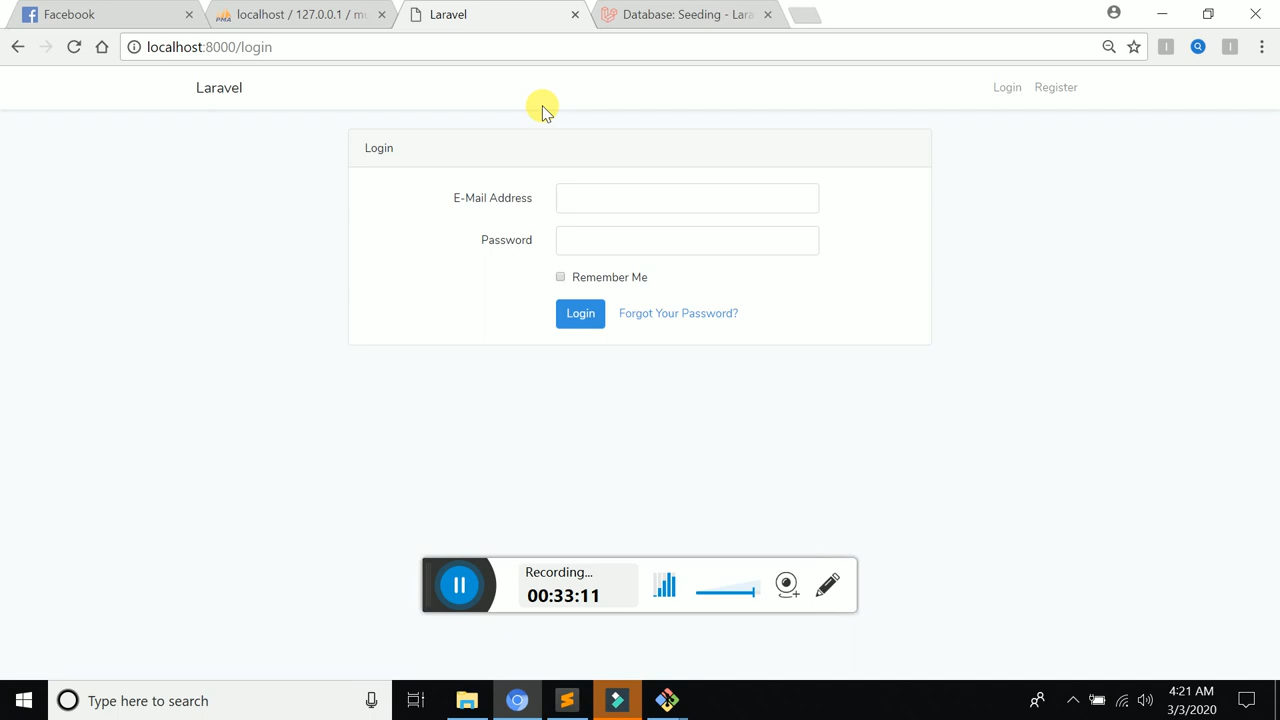 Facebook
localhost / 127.0.0.1 / mu
Laravel
Database: Seeding - Lara
localhost:8000/login
Laravel
Login
Register
Login
E-Mail Address
Password
Remember Me
Login
Forgot Your Password?
Recording...
00:33:11
Type here to search
4:21 AM
3/3/2020